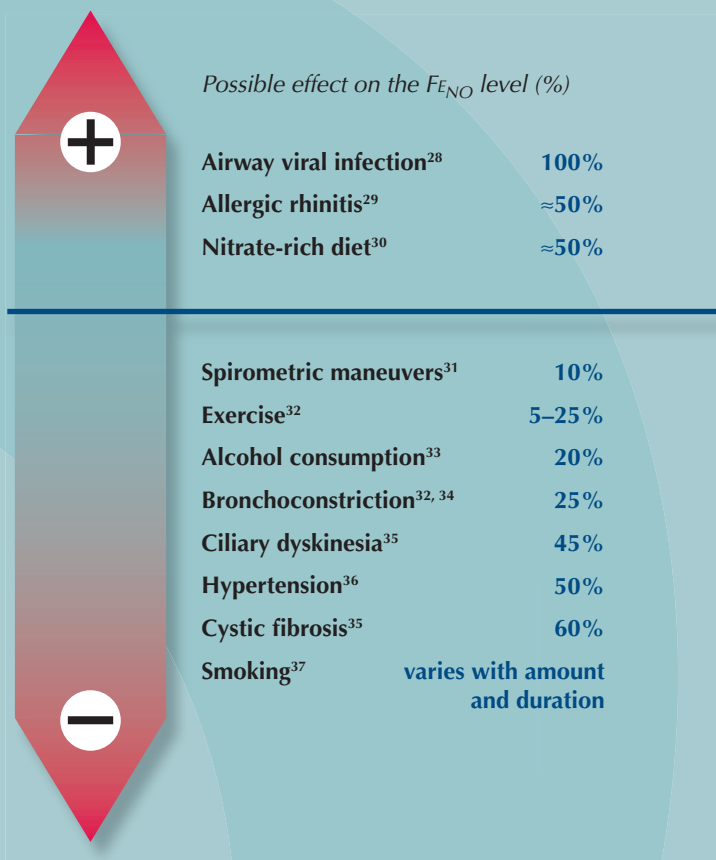 Possible effect on the FENO level (%)
+
Airway viral infection28 100%
Allergic rhinitis29 ≈50%
Nitrate-rich diet30 ≈50%
Spirometric maneuvers31 10%
Exercise32 5–25%
Alcohol consumption33 20%
Bronchoconstriction32, 34 25%
Ciliary dyskinesia35 45%
Hypertension36 50%
Cystic fibrosis35 60%
Smoking37 varies with amount
and duration
−